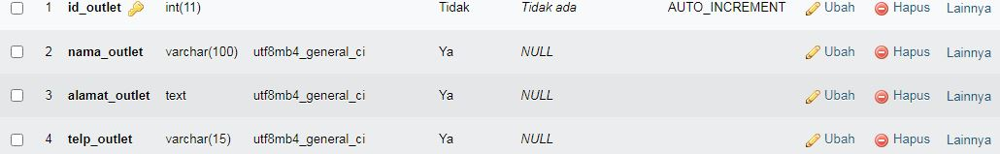 1 id_outlet int(11) Tidak Tidak ada AUTO_INCREMENT Ubah Hapus Lainnya
2 nama_outlet varchar(100) utf8mb4_general_ci Ya NULL Ubah Hapus Lainnya
3 alamat_outlet text utf8mb4_general_ci Ya NULL Ubah Hapus Lainnya
4 telp_outlet varchar(15) utf8mb4_general_ci Ya NULL Ubah Hapus Lainnya